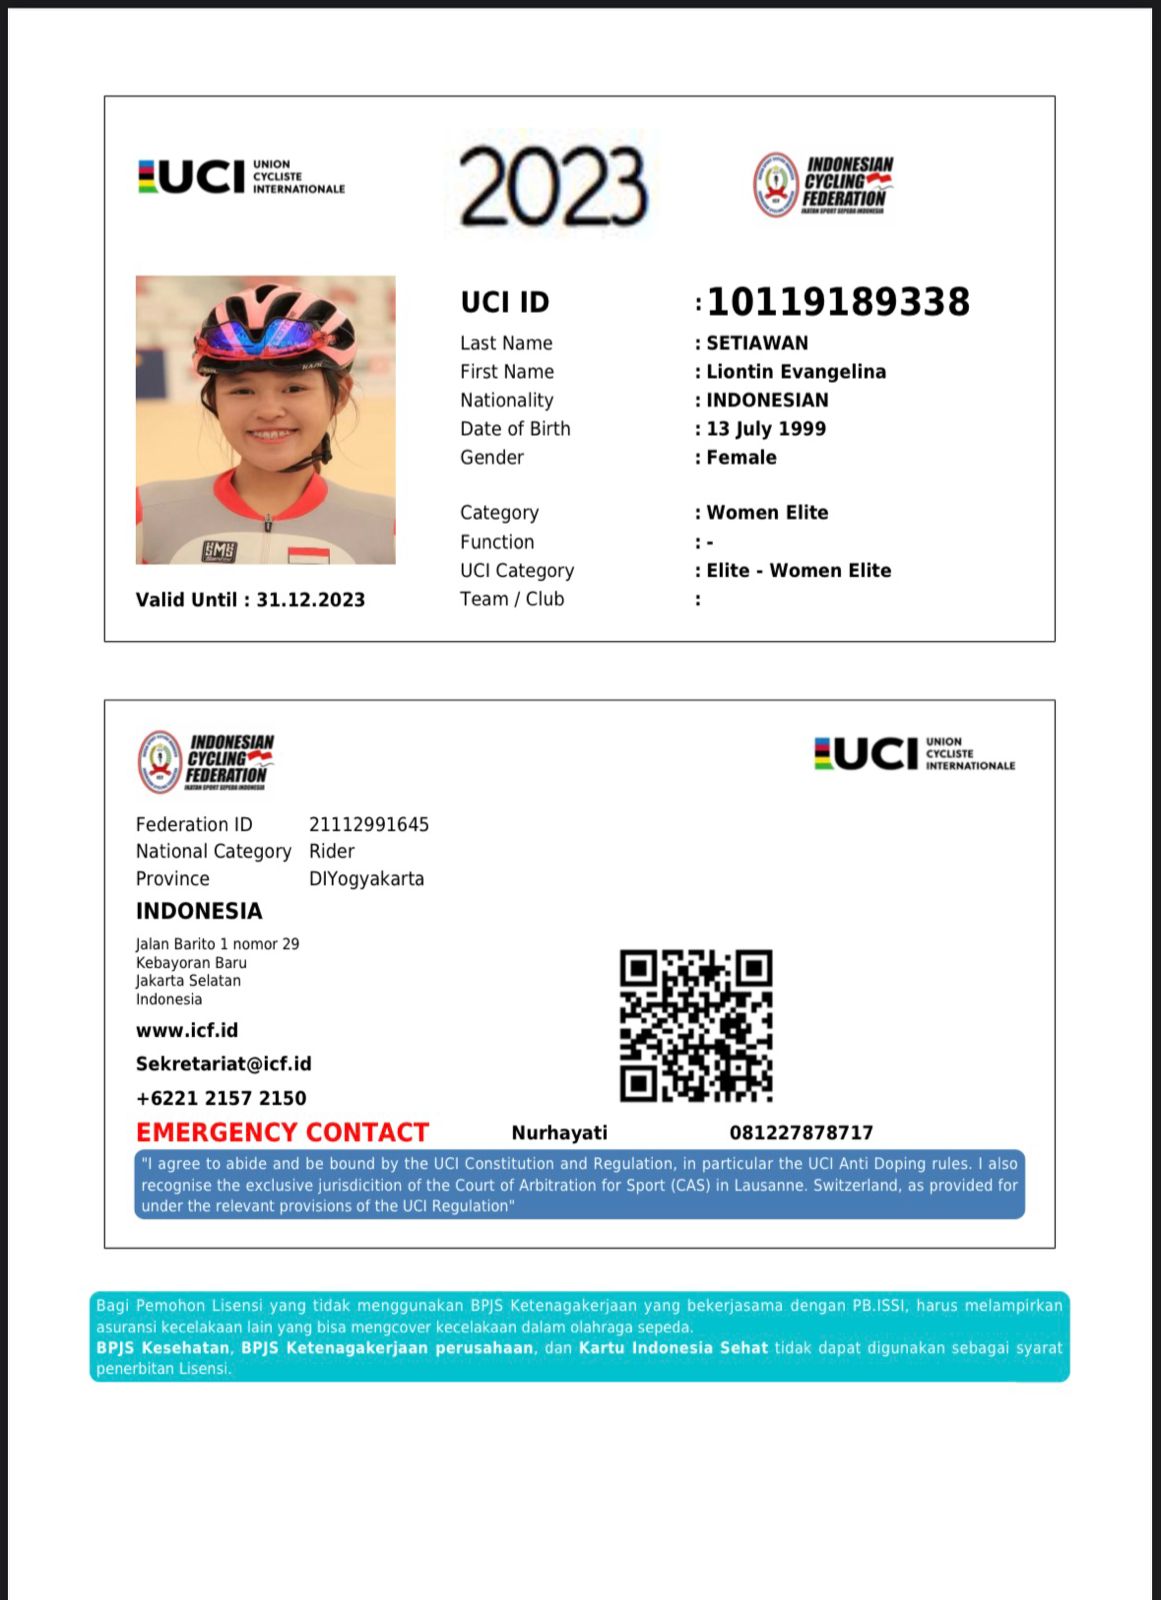 UCI UNION CYCLISTE INTERNATIONALE
2023
INDONESIAN CYCLING FEDERATION
IKATAN SPORT SEPEDA INDONESIA
SMS
UCI ID : 10119189338
Last Name : SETIAWAN
First Name : Liontin Evangelina
Nationality : INDONESIAN
Date of Birth : 13 July 1999
Gender : Female
Category : Women Elite
Function : -
UCI Category : Elite - Women Elite
Team / Club :
Valid Until : 31.12.2023
INDONESIAN CYCLING FEDERATION
IKATAN SPORT SEPEDA INDONESIA
UCI UNION CYCLISTE INTERNATIONALE
Federation ID 21112991645
National Category Rider
Province DIYogyakarta
INDONESIA
Jalan Barito 1 nomor 29
Kebayoran Baru
Jakarta Selatan
Indonesia
www.icf.id
Sekretariat@icf.id
+6221 2157 2150
EMERGENCY CONTACT Nurhayati 081227878717
"I agree to abide and be bound by the UCI Constitution and Regulation, in particular the UCI Anti Doping rules. I also
recognise the exclusive jurisdicition of the Court of Arbitration for Sport (CAS) in Lausanne. Switzerland, as provided for
under the relevant provisions of the UCI Regulation"
Bagi Pemohon Lisensi yang tidak menggunakan BPJS Ketenagakerjaan yang bekerjasama dengan PB.ISSI, harus melampirkan
asuransi kecelakaan lain yang bisa mengcover kecelakaan dalam olahraga sepeda.
BPJS Kesehatan, BPJS Ketenagakerjaan perusahaan, dan Kartu Indonesia Sehat tidak dapat digunakan sebagai syarat
penerbitan Lisensi.